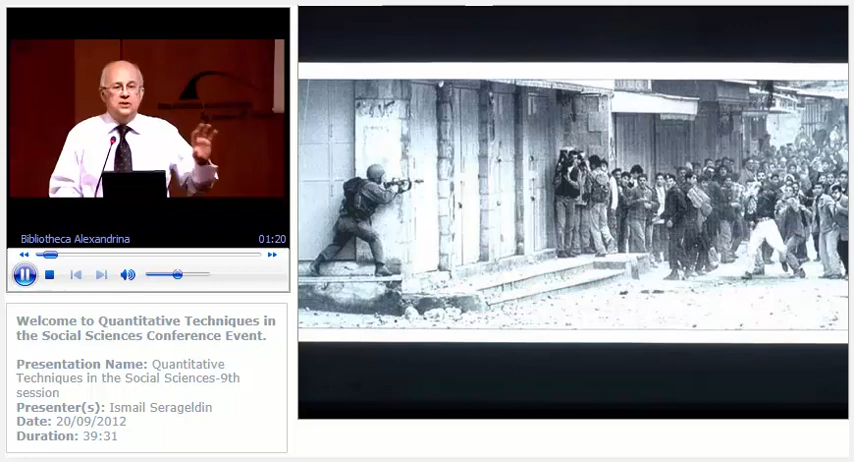 Bibliotheca Alexandrina 01:20
Welcome to Quantitative Techniques in
the Social Sciences Conference Event.
Presentation Name: Quantitative
Techniques in the Social Sciences-9th
session
Presenter(s): Ismail Serageldin
Date: 20/09/2012
Duration: 39:31